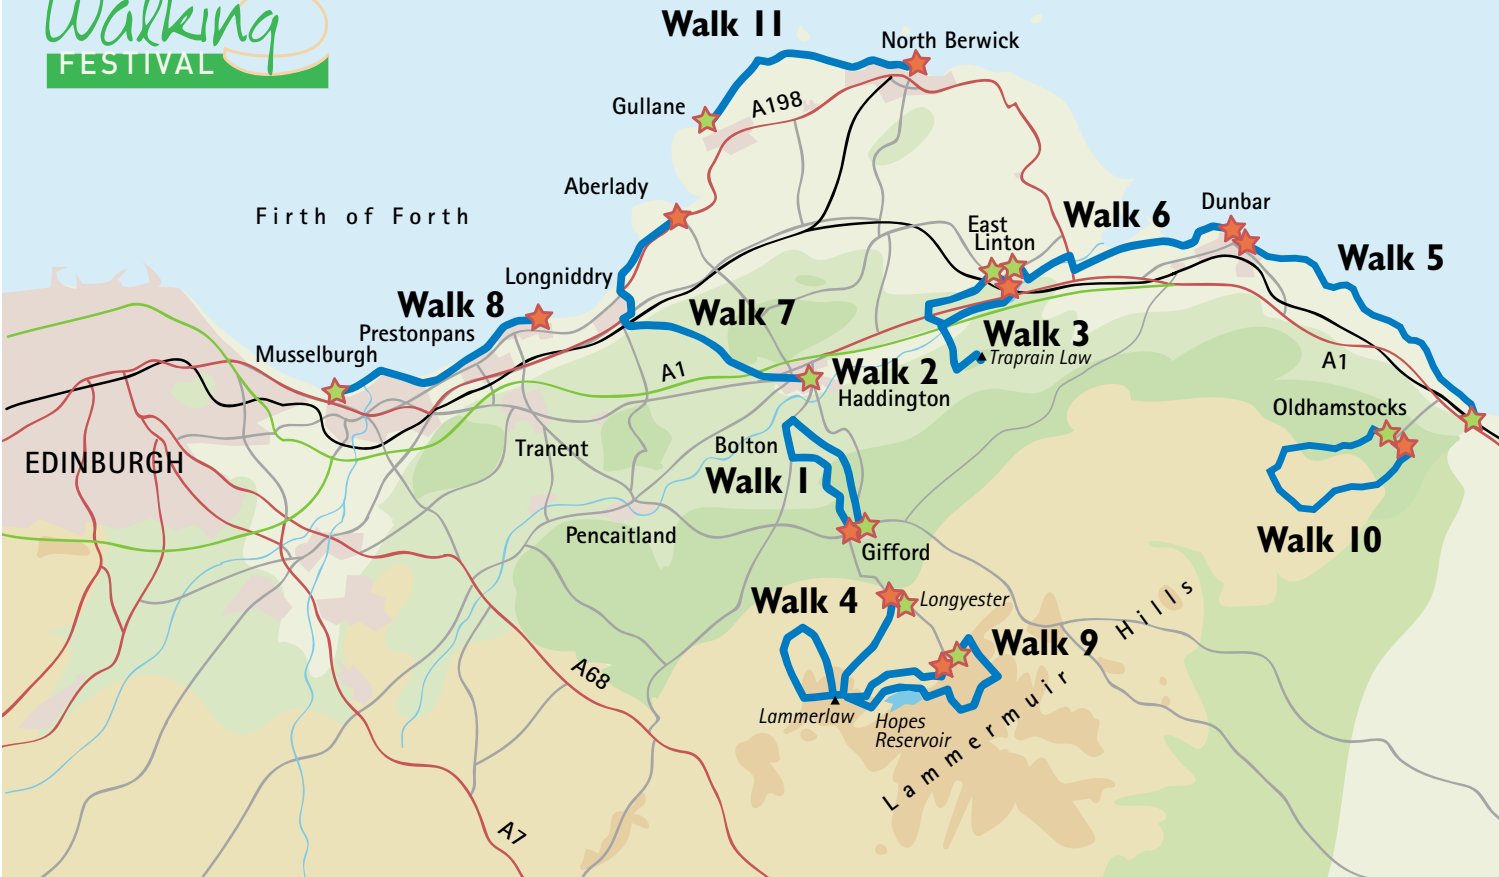 Walking
FESTIVAL
Walk 11
North Berwick
Gullane
A198
Aberlady
Firth of Forth
Dunbar
Walk 6
East
Linton
Walk 5
Longniddry
Walk 8
Prestonpans
Walk 7
Musselburgh
Walk 3
Traprain Law
A1
A1
Walk 2
Haddington
Oldhamstocks
Tranent
Bolton
EDINBURGH
Walk 1
Pencaitland
Gifford
Walk 10
Walk 4
Longyester
Walk 9
Lammermuir Hills
A68
Lammerlaw
Hopes
Reservoir
A7